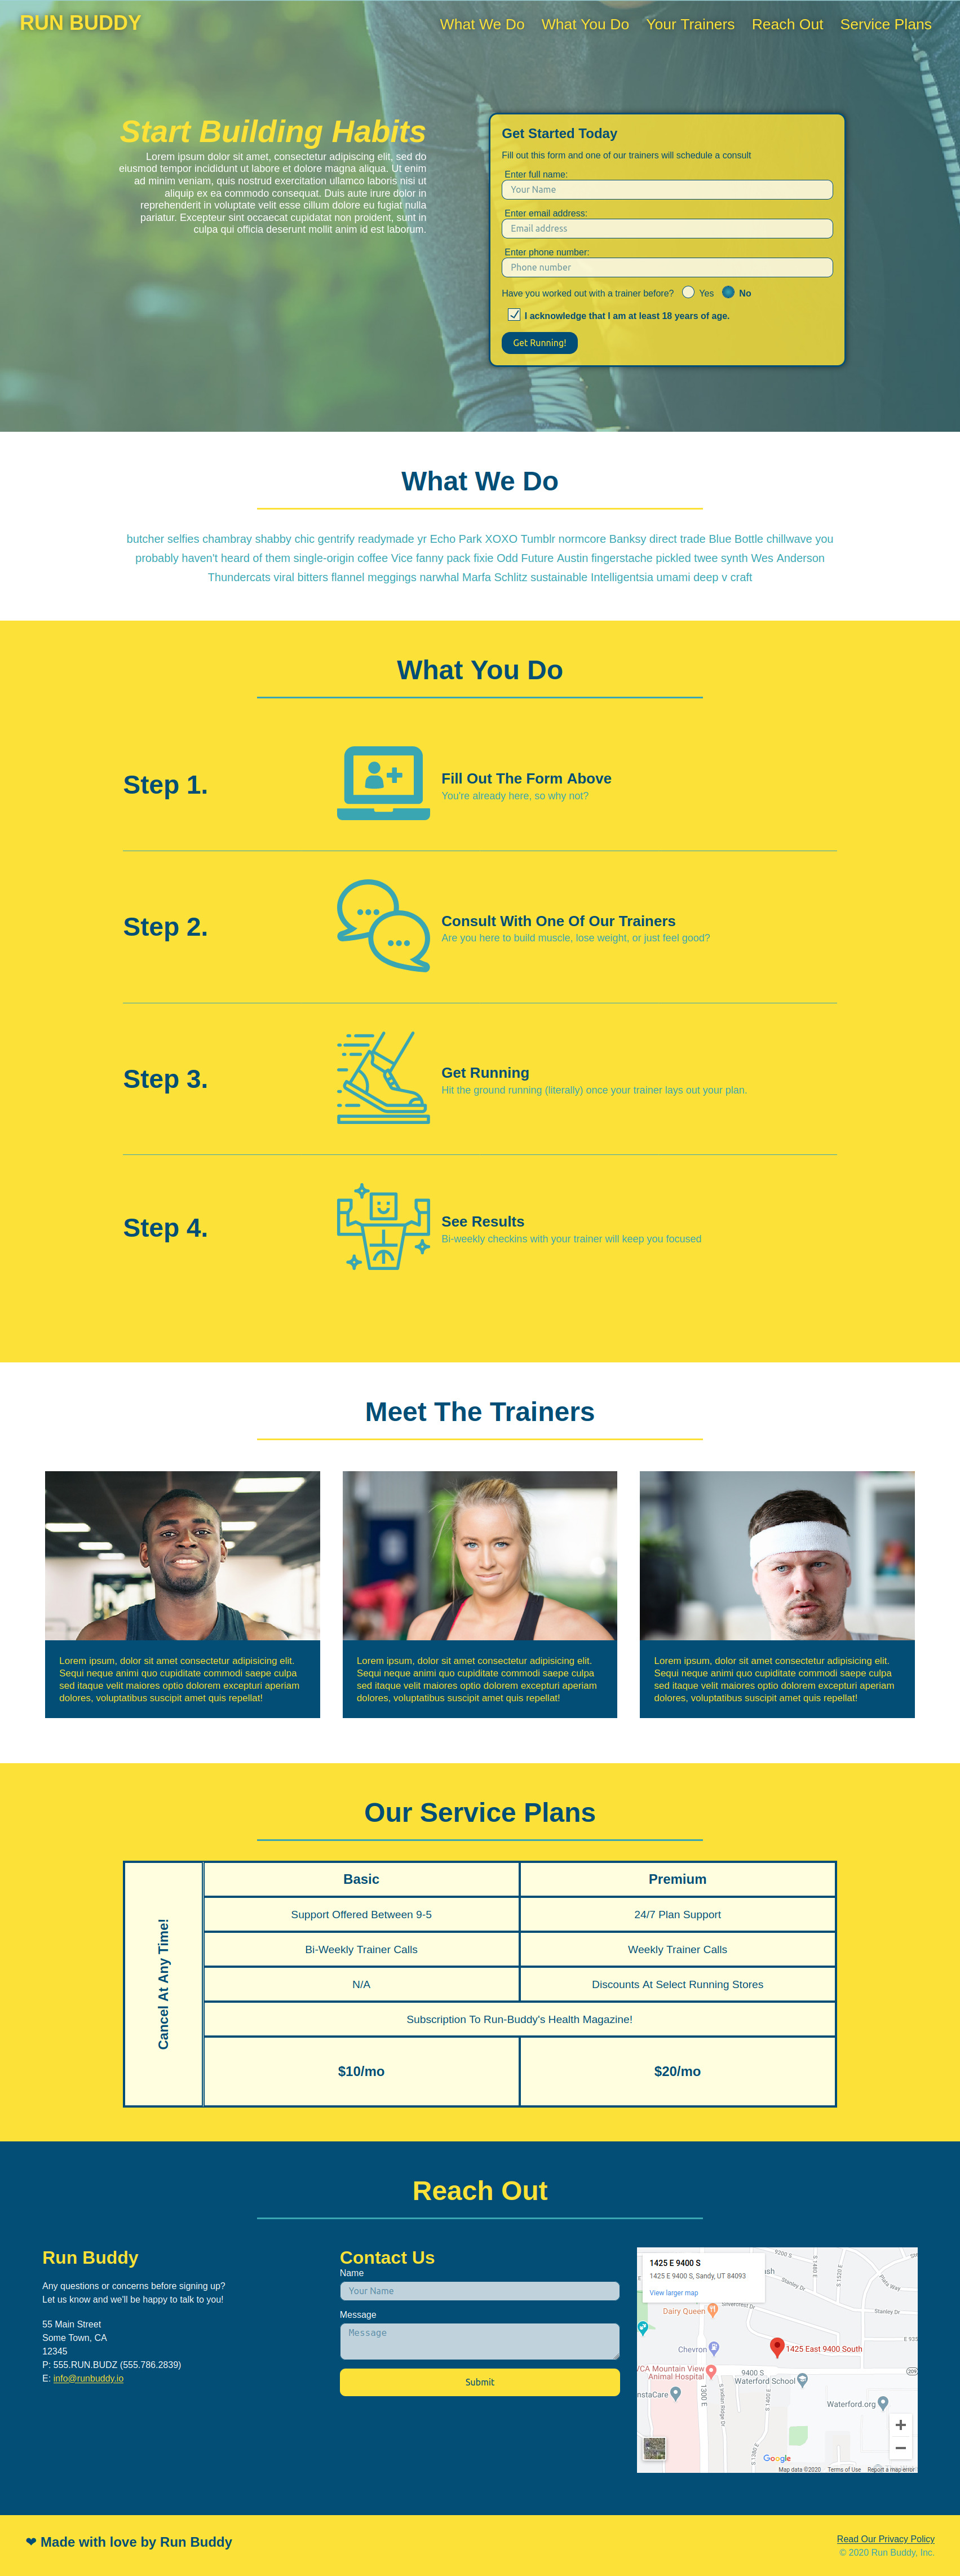 RUN BUDDY
What We Do What You Do Your Trainers Reach Out Service Plans
Start Building Habits
Lorem ipsum dolor sit amet, consectetur adipiscing elit, sed do
eiusmod tempor incididunt ut labore et dolore magna aliqua. Ut enim
ad minim veniam, quis nostrud exercitation ullamco laboris nisi ut
aliquip ex ea commodo consequat. Duis aute irure dolor in
reprehenderit in voluptate velit esse cillum dolore eu fugiat nulla
pariatur. Excepteur sint occaecat cupidatat non proident, sunt in
culpa qui officia deserunt mollit anim id est laborum.
Get Started Today
Fill out this form and one of our trainers will schedule a consult
Enter full name:
Your Name
Enter email address:
Email address
Enter phone number:
Phone number
Have you worked out with a trainer before? Yes No
I acknowledge that I am at least 18 years of age.
Get Running!
What We Do
butcher selfies chambray shabby chic gentrify readymade yr Echo Park XOXO Tumblr normcore Banksy direct trade Blue Bottle chillwave you
probably haven't heard of them single-origin coffee Vice fanny pack fixie Odd Future Austin fingerstache pickled twee synth Wes Anderson
Thundercats viral bitters flannel meggings narwhal Marfa Schlitz sustainable Intelligentsia umami deep v craft
What You Do
Step 1.
Fill Out The Form Above
You're already here, so why not?
Step 2.
Consult With One Of Our Trainers
Are you here to build muscle, lose weight, or just feel good?
Step 3.
Get Running
Hit the ground running (literally) once your trainer lays out your plan.
Step 4.
See Results
Bi-weekly checkins with your trainer will keep you focused
Meet The Trainers
Lorem ipsum, dolor sit amet consectetur adipisicing elit.
Sequi neque animi quo cupiditate commodi saepe culpa
sed itaque velit maiores optio dolorem excepturi aperiam
dolores, voluptatibus suscipit amet quis repellat!
Lorem ipsum, dolor sit amet consectetur adipisicing elit.
Sequi neque animi quo cupiditate commodi saepe culpa
sed itaque velit maiores optio dolorem excepturi aperiam
dolores, voluptatibus suscipit amet quis repellat!
Lorem ipsum, dolor sit amet consectetur adipisicing elit.
Sequi neque animi quo cupiditate commodi saepe culpa
sed itaque velit maiores optio dolorem excepturi aperiam
dolores, voluptatibus suscipit amet quis repellat!
Our Service Plans
Cancel At Any Time!
Basic Premium
Support Offered Between 9-5 24/7 Plan Support
Bi-Weekly Trainer Calls Weekly Trainer Calls
N/A Discounts At Select Running Stores
Subscription To Run-Buddy's Health Magazine!
$10/mo $20/mo
Reach Out
Run Buddy
Any questions or concerns before signing up?
Let us know and we'll be happy to talk to you!
55 Main Street
Some Town, CA
12345
P: 555.RUN.BUDZ (555.786.2839)
E: info@runbuddy.io
Contact Us
Name
Your Name
Message
Message
Submit
1425 E 9400 S
1425 E 9400 S, Sandy, UT 84093
View larger map
9200 S
S 1480 E
S 1520 E
Stanley Dr
Piute Way
Silvercrest Dr
Dairy Queen
Stanley Dr
Chevron
1425 East 9400 South
E 935
CA Mountain View
Animal Hospital
9400 S
Waterford School
209
nstaCare
1300 E
S Indian Ridge Dr
S 1400 E
Waterford.org
Google
Map data ©2020 Terms of Use Report a map error
❤ Made with love by Run Buddy
Read Our Privacy Policy
© 2020 Run Buddy, Inc.